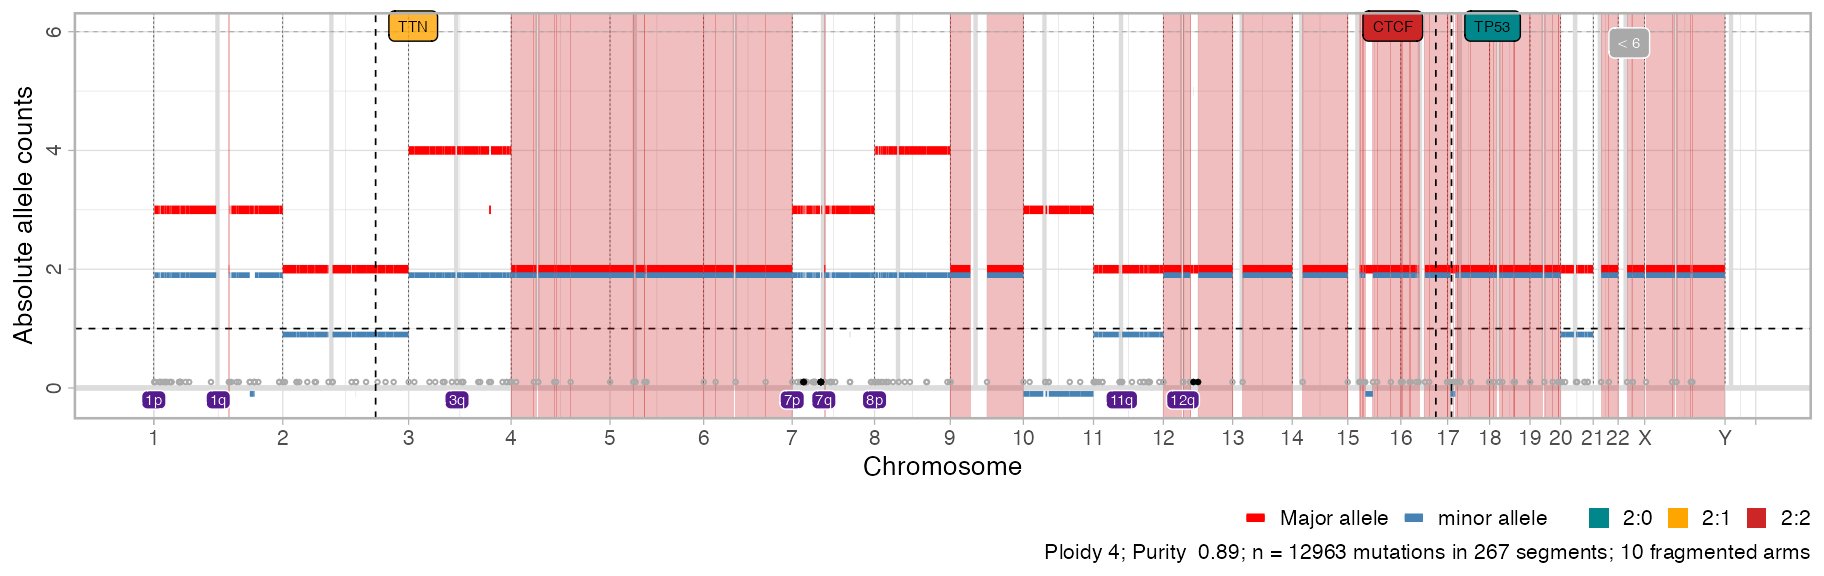 TTN
CTCF
TP53
< 6
6
4
2
0
Absolute allele counts
1p
1q
3q
7p
7q
8p
11q
12q
1 2 3 4 5 6 7 8 9 10 11 12 13 14 15 16 17 18 19 20 21 22 X Y
Chromosome
Major allele minor allele 2:0 2:1 2:2
Ploidy 4; Purity 0.89; n = 12963 mutations in 267 segments; 10 fragmented arms